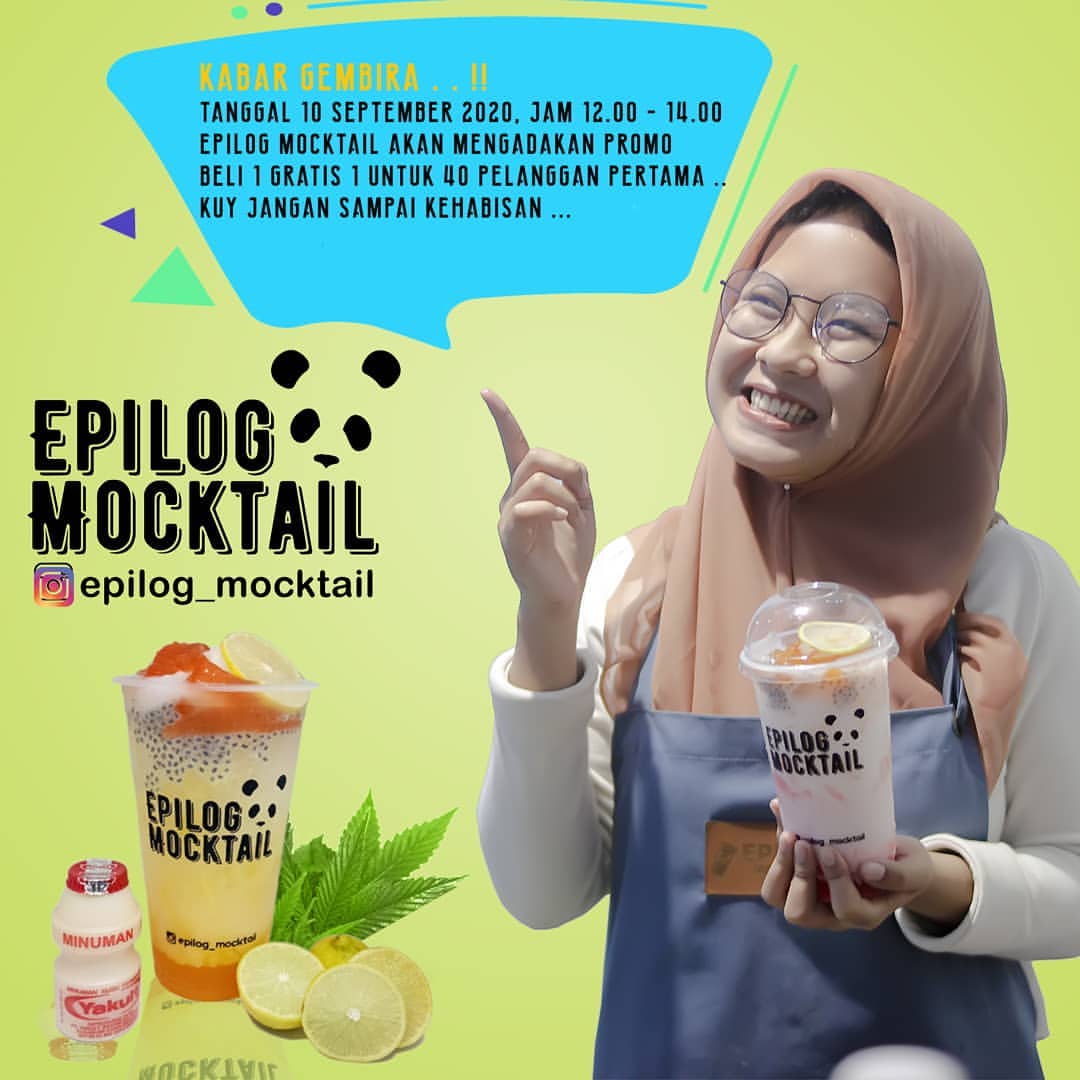 KABAR GEMBIRA . . !!
TANGGAL 10 SEPTEMBER 2020, JAM 12.00 - 14.00
EPILOG MOCKTAIL AKAN MENGADAKAN PROMO
BELI 1 GRATIS 1 UNTUK 40 PELANGGAN PERTAMA ..
KUY JANGAN SAMPAI KEHABISAN ...
EPILOG
MOCKTAIL
epilog_mocktail
EPILOG
MOCKTAIL
epilog_mocktail
MINUMAN
Yakult
EPILOG
MOCKTAIL
epilog_mocktail
MOCKTAIL